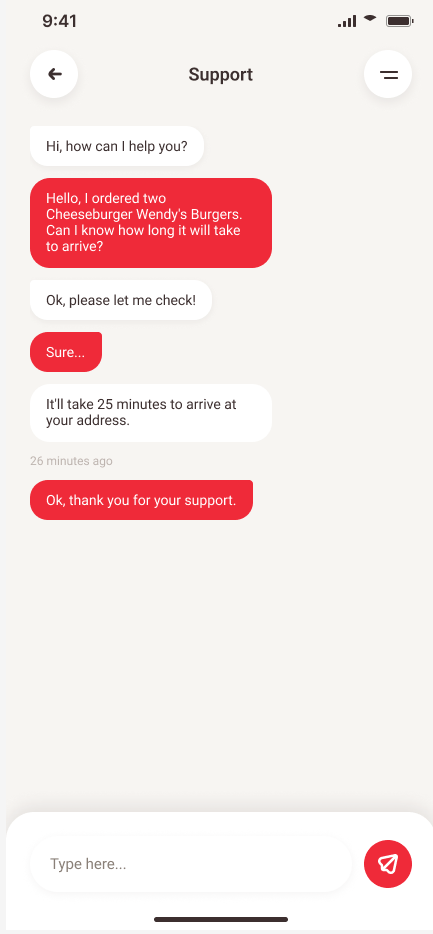 9:41
Support
Hi, how can I help you?
Hello, I ordered two
Cheeseburger Wendy's Burgers.
Can I know how long it will take
to arrive?
Ok, please let me check!
Sure...
It'll take 25 minutes to arrive at
your address.
26 minutes ago
Ok, thank you for your support.
Type here...